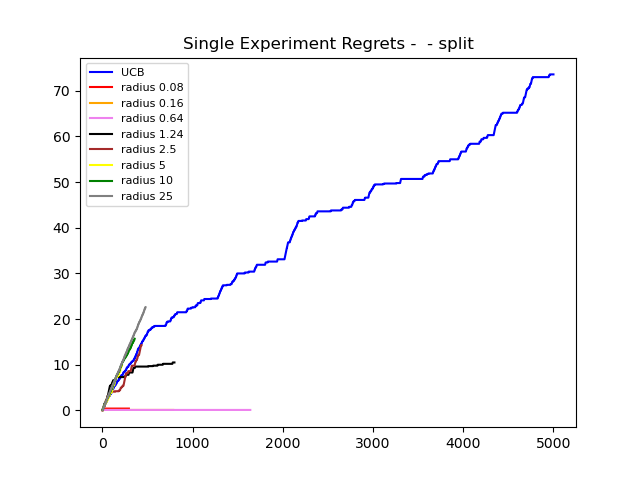 Single Experiment Regrets -  - split
UCB
radius 0.08
radius 0.16
radius 0.64
radius 1.24
radius 2.5
radius 5
radius 10
radius 25
70
60
50
40
30
20
10
0
0 1000 2000 3000 4000 5000